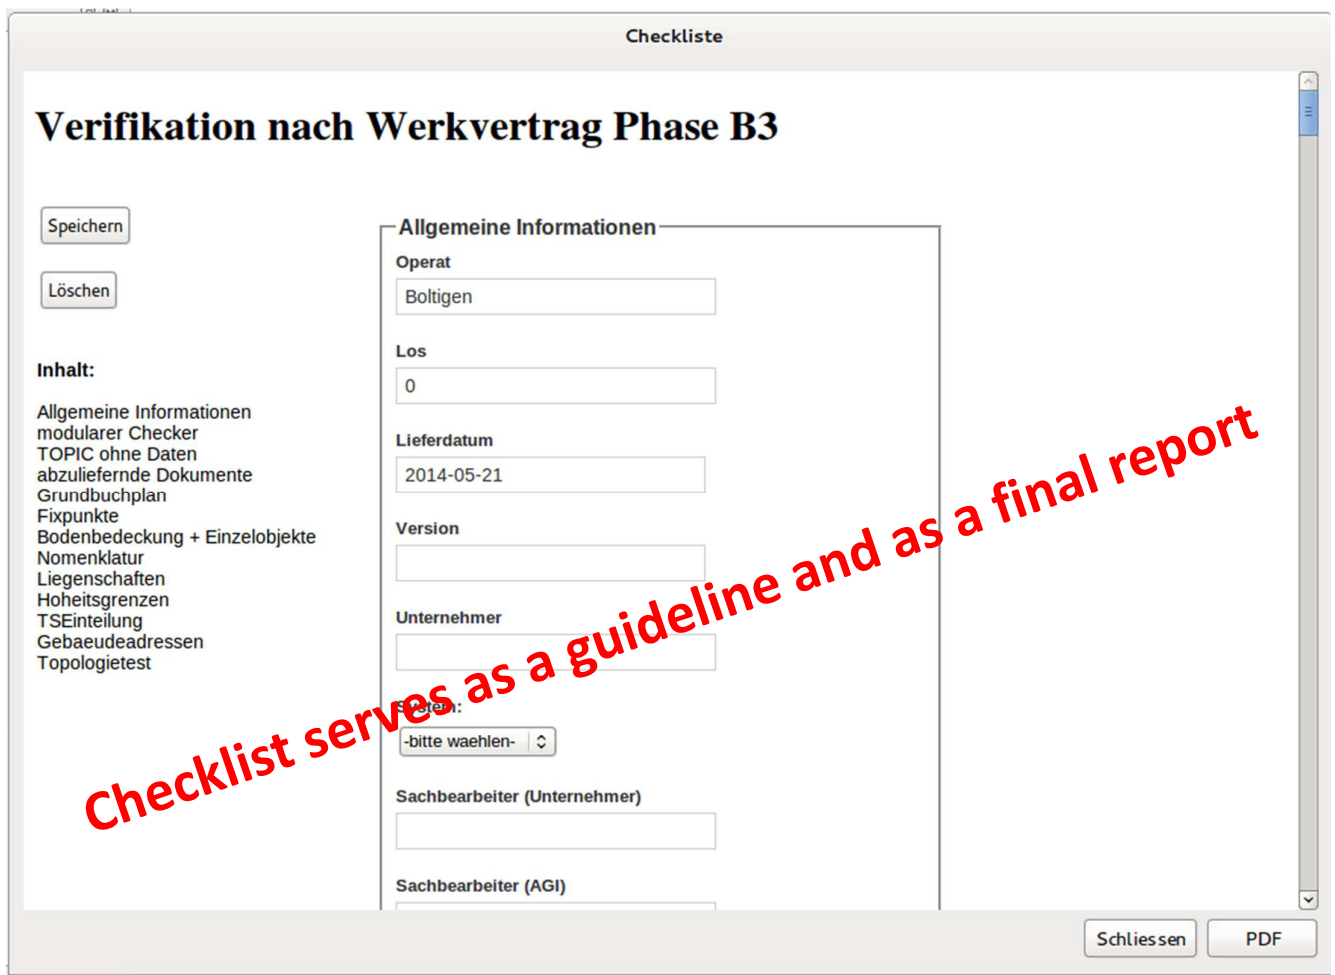 Checkliste
Verifikation nach Werkvertrag Phase B3
Speichern
Löschen
Inhalt:
Allgemeine Informationen
modularer Checker
TOPIC ohne Daten
abzuliefernde Dokumente
Grundbuchplan
Fixpunkte
Bodenbedeckung + Einzelobjekte
Nomenklatur
Liegenschaften
Hoheitsgrenzen
TSEinteilung
Gebaeudeadressen
Topologietest
Allgemeine Informationen
Operat
Boltigen
Los
0
Lieferdatum
2014-05-21
Version
Unternehmer
System:
-bitte waehlen-
Sachbearbeiter (Unternehmer)
Sachbearbeiter (AGI)
Checklist serves as a guideline and as a final report
Schliessen
PDF